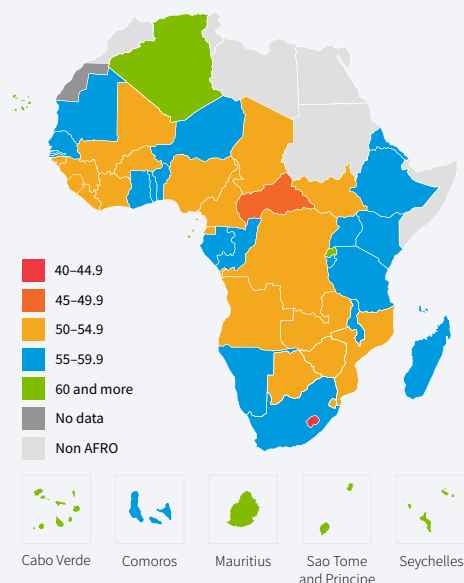 40–44.9
45–49.9
50–54.9
55–59.9
60 and more
No data
Non AFRO
Cabo Verde
Comoros
Mauritius
Sao Tome
and Principe
Seychelles